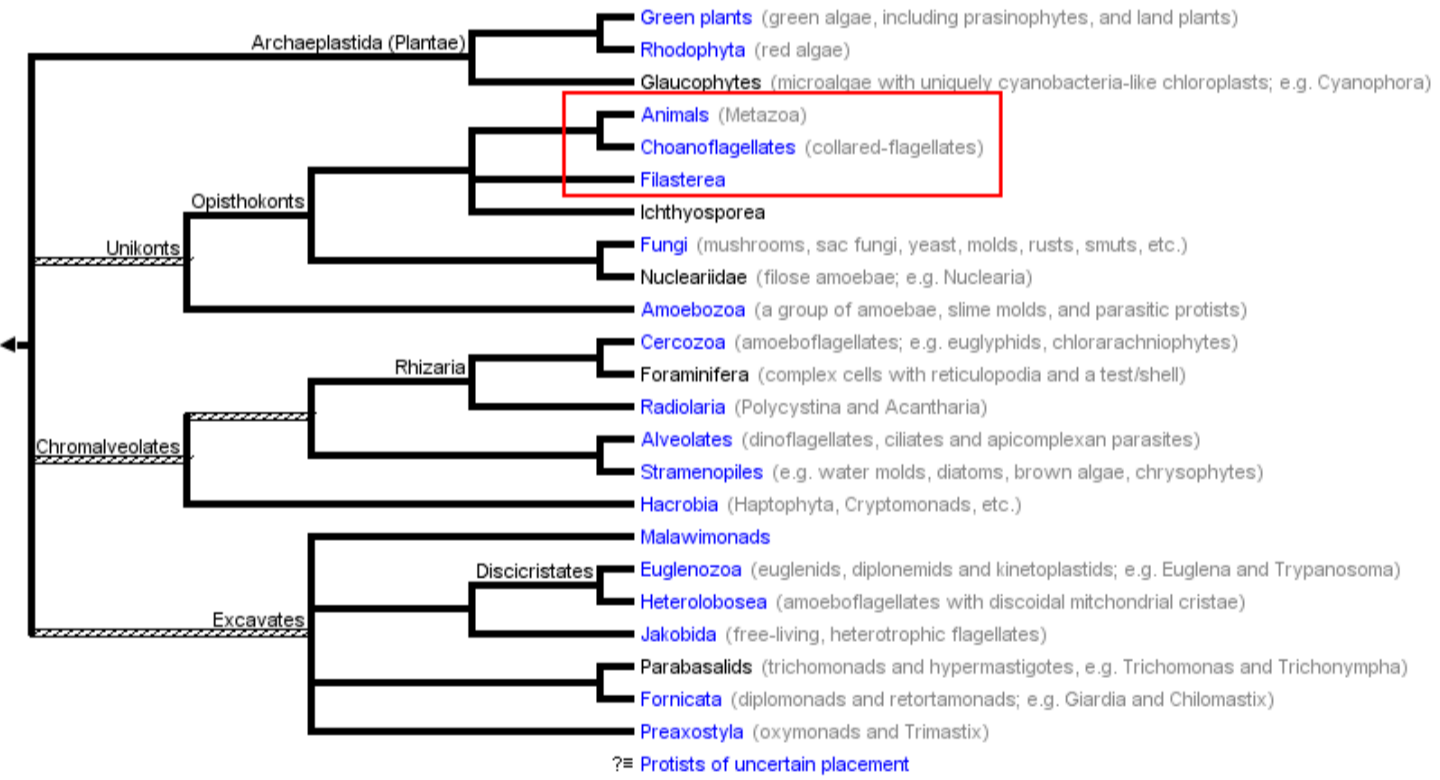 Green plants (green algae, including prasinophytes, and land plants)
Archaeplastida (Plantae)
Rhodophyta (red algae)
Glaucophytes (microalgae with uniquely cyanobacteria-like chloroplasts; e.g. Cyanophora)
Animals (Metazoa)
Choanoflagellates (collared-flagellates)
Filasterea
Opisthokonts
Ichthyosporea
Unikonts
Fungi (mushrooms, sac fungi, yeast, molds, rusts, smuts, etc.)
Nucleariidae (filose amoebae; e.g. Nuclearia)
Amoebozoa (a group of amoebae, slime molds, and parasitic protists)
Cercozoa (amoeboflagellates; e.g. euglyphids, chlorarachniophytes)
Rhizaria
Foraminifera (complex cells with reticulopodia and a test/shell)
Radiolaria (Polycystina and Acantharia)
Alveolates (dinoflagellates, ciliates and apicomplexan parasites)
Chromalveolates
Stramenopiles (e.g. water molds, diatoms, brown algae, chrysophytes)
Hacrobia (Haptophyta, Cryptomonads, etc.)
Malawimonads
Discicristates
Euglenozoa (euglenids, diplonemids and kinetoplastids; e.g. Euglena and Trypanosoma)
Heterolobosea (amoeboflagellates with discoidal mitchondrial cristae)
Excavates
Jakobida (free-living, heterotrophic flagellates)
Parabasalids (trichomonads and hypermastigotes, e.g. Trichomonas and Trichonympha)
Fornicata (diplomonads and retortamonads; e.g. Giardia and Chilomastix)
Preaxostyla (oxymonads and Trimastix)
?≡ Protists of uncertain placement